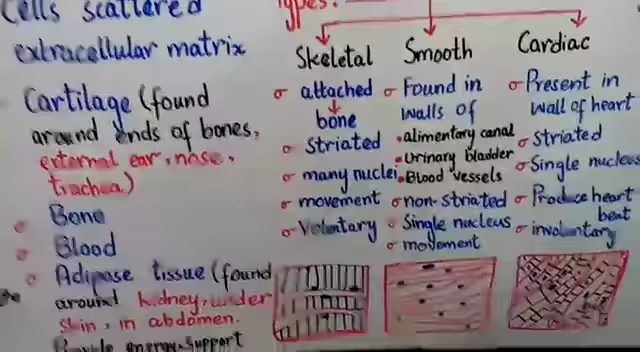 Cells scattered
extracellular matrix
Cartilage (found
around ends of bones,
external ear, nose,
trachea)
Bone
Blood
Adipose tissue (found
around kidney, under
skin, in abdomen.
Provide energy, support
Types:
Skeletal
attached
bone
Striated
many nuclei
movement
Voluntary
Smooth
Found in
walls of
alimentary canal
Urinary bladder
Blood vessels
non-striated
Single nucleus
movement
Cardiac
Present in
wall of heart
Striated
Single nucleus
Produce heart
beat
involuntary